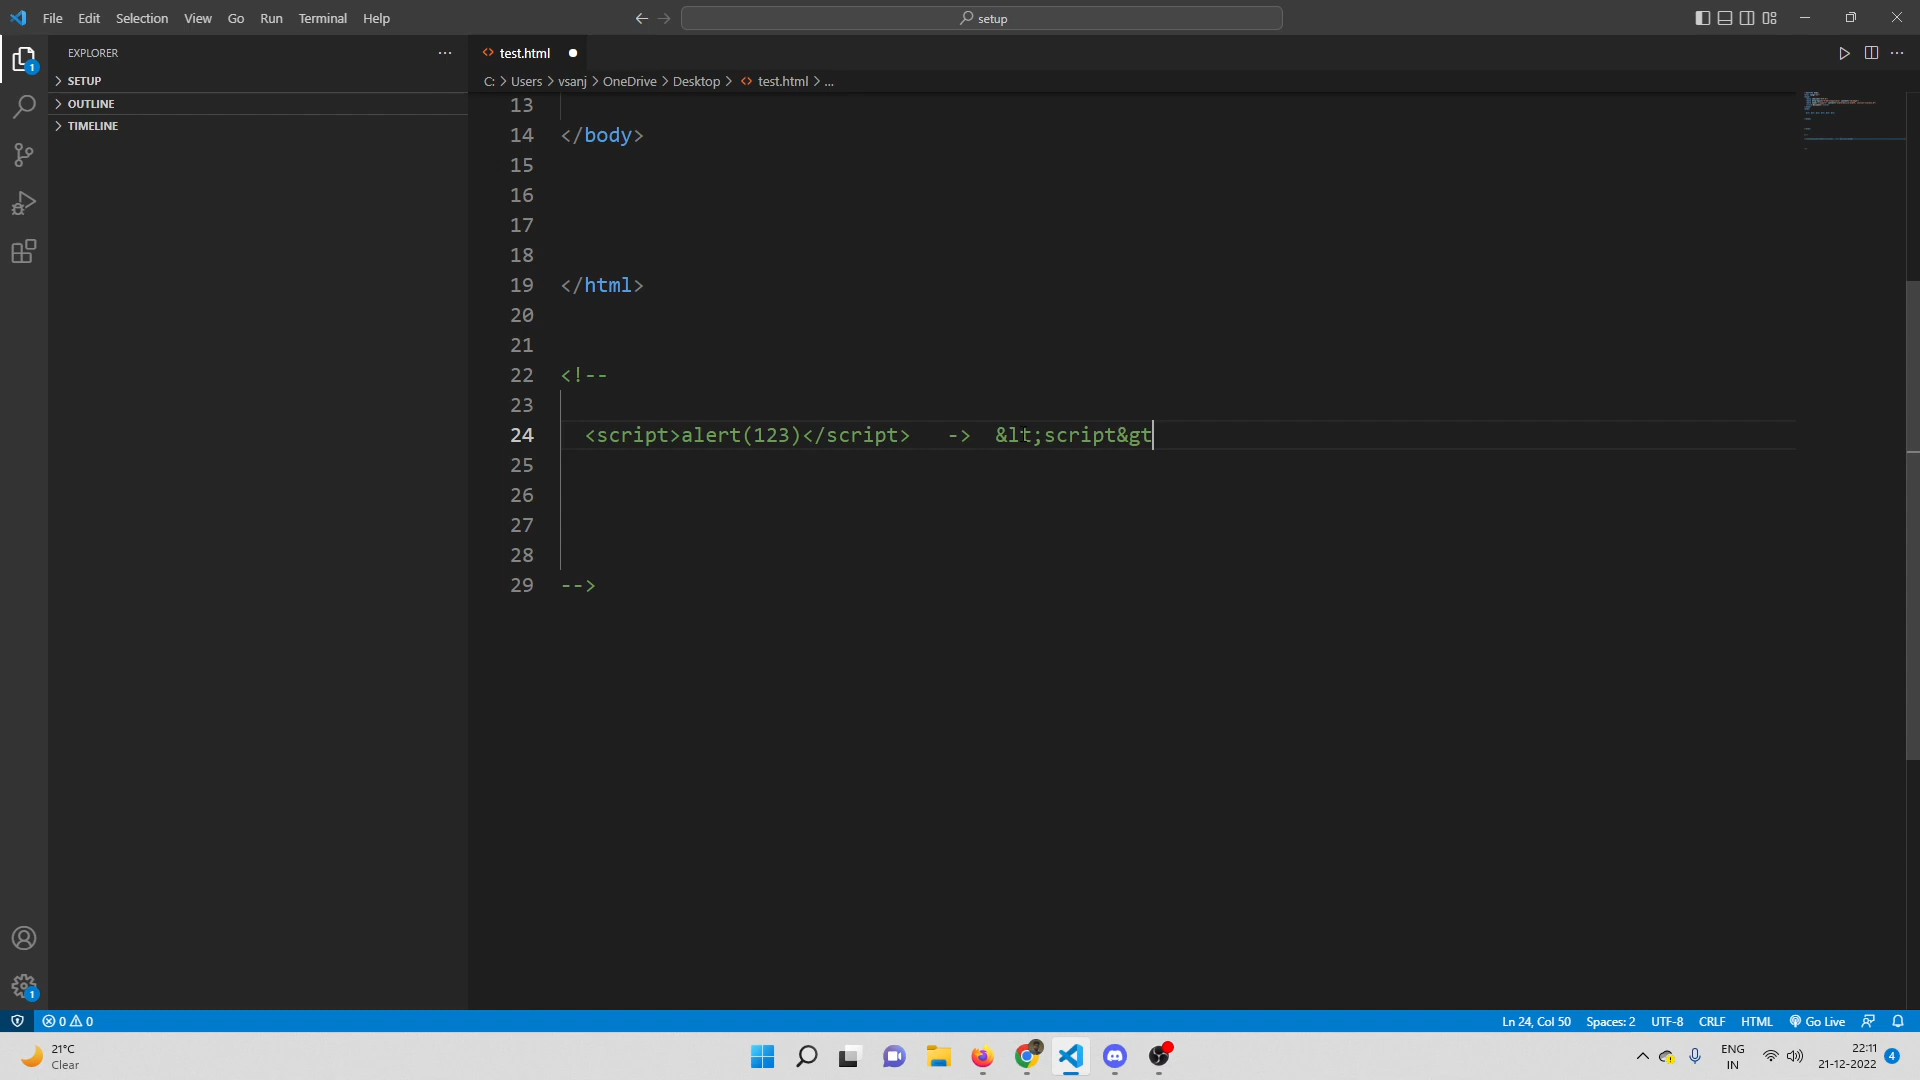 File Edit Selection View Go Run Terminal Help
setup
EXPLORER
test.html
1
SETUP
C: > Users > vsanj > OneDrive > Desktop > test.html > ...
OUTLINE
TIMELINE
13
14 </body>
15
16
17
18
19 </html>
20
21
22 <!--
23
24 <script>alert(123)</script> -> &lt;script&gt
25
26
27
28
29 -->
1
0 0
Ln 24, Col 50 Spaces: 2 UTF-8 CRLF HTML Go Live
21°C
Clear
ENG
IN
22:11
21-12-2022
4